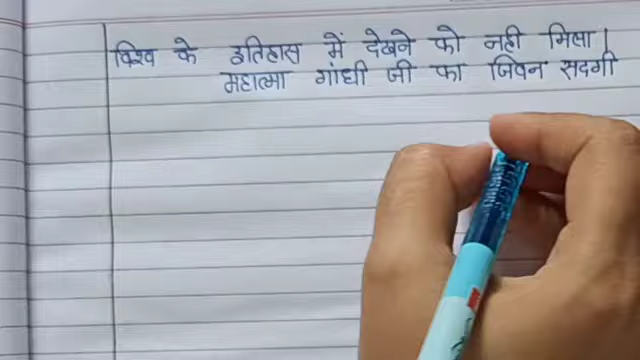 विश्व के इतिहास में देखने को नही मिला।
महात्मा गांधी जी का जिवन सदगी